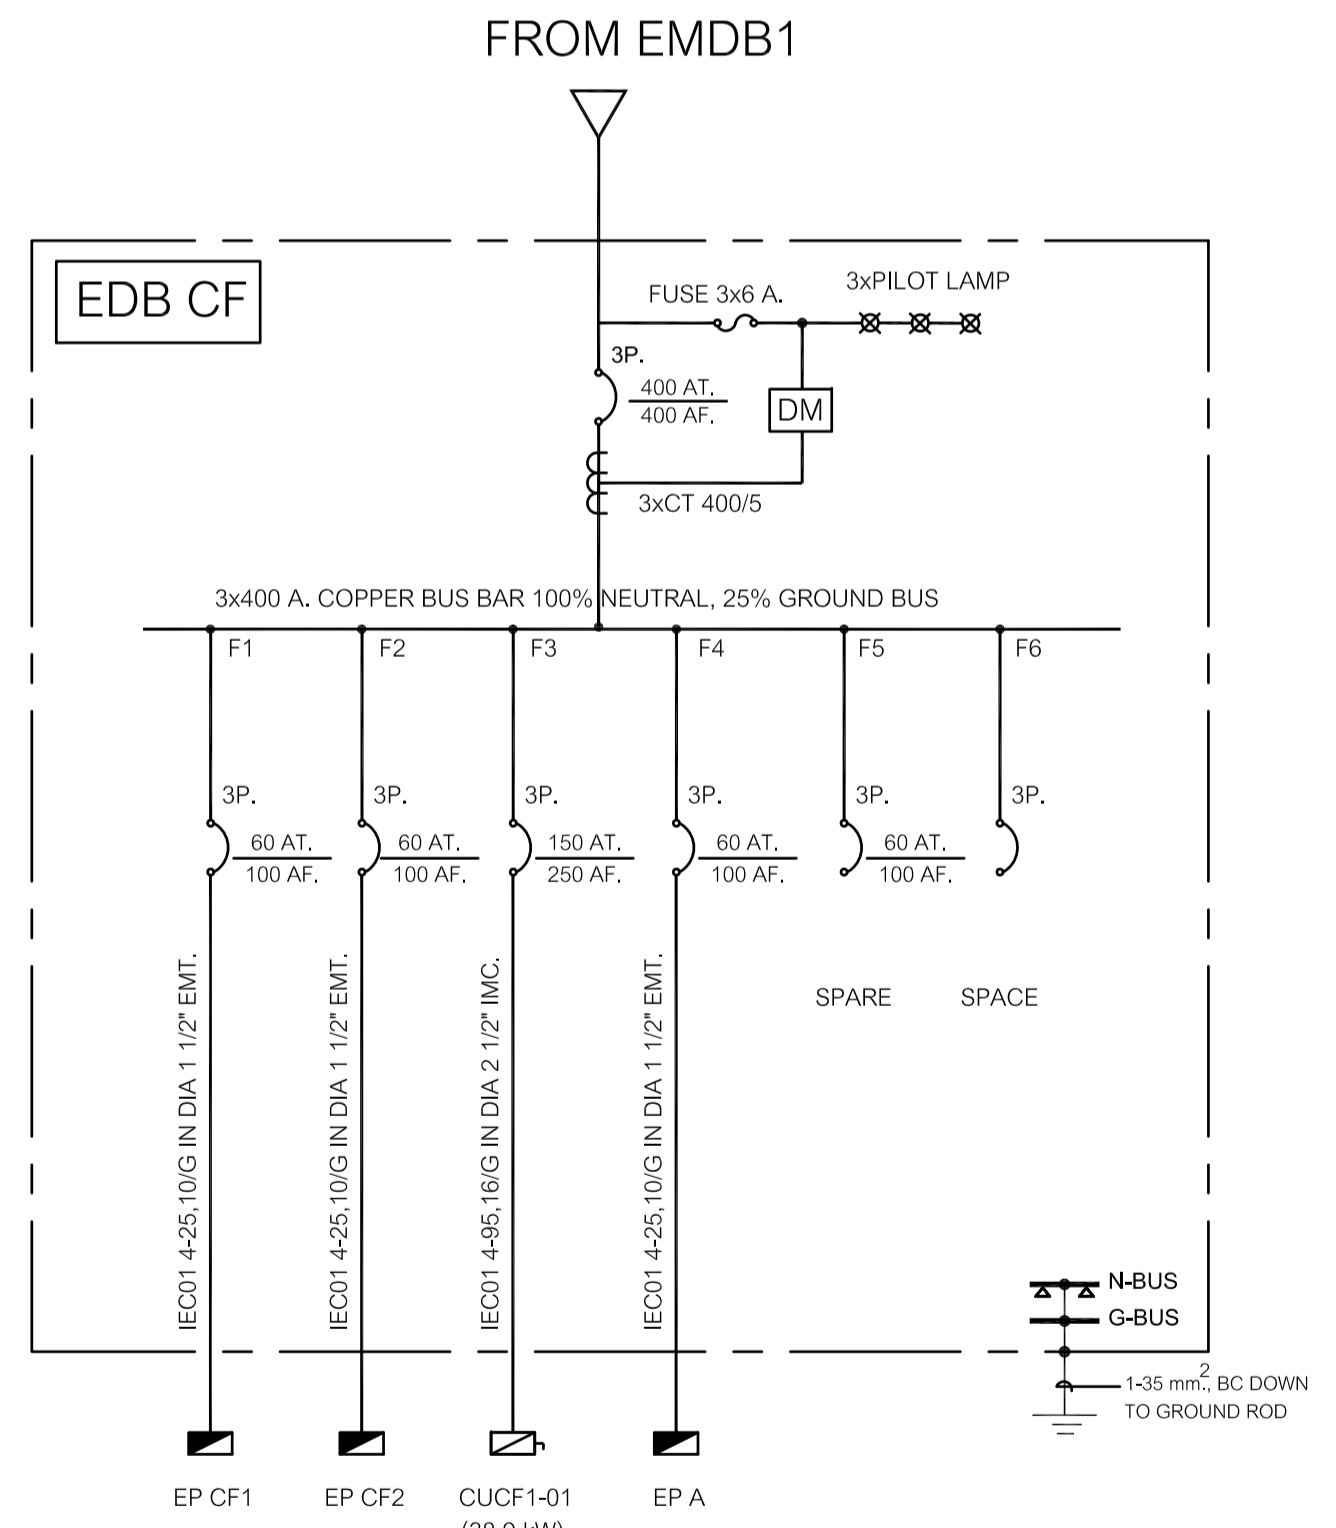 FROM EMDB1
EDB CF
FUSE 3x6 A.
3xPILOT LAMP
3P.
400 AT.
400 AF.
DM
3xCT 400/5
3x400 A. COPPER BUS BAR 100% NEUTRAL, 25% GROUND BUS
F1
F2
F3
F4
F5
F6
3P.
3P.
3P.
3P.
3P.
3P.
60 AT.
100 AF.
60 AT.
100 AF.
150 AT.
250 AF.
60 AT.
100 AF.
60 AT.
100 AF.
IEC01 4-25,10/G IN DIA 1 1/2" EMT.
IEC01 4-25,10/G IN DIA 1 1/2" EMT.
IEC01 4-95,16/G IN DIA 2 1/2" IMC.
IEC01 4-25,10/G IN DIA 1 1/2" EMT.
SPARE
SPACE
N-BUS
G-BUS
1-35 mm.², BC DOWN
TO GROUND ROD
EP CF1
EP CF2
CUCF1-01
EP A